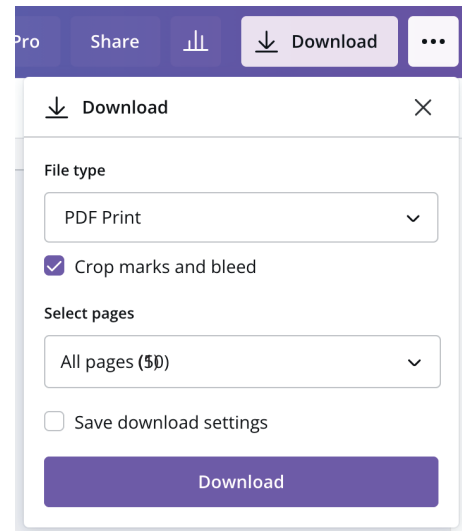 Pro Share Download
Download
File type
PDF Print
Crop marks and bleed
Select pages
All pages
Save download settings
Download